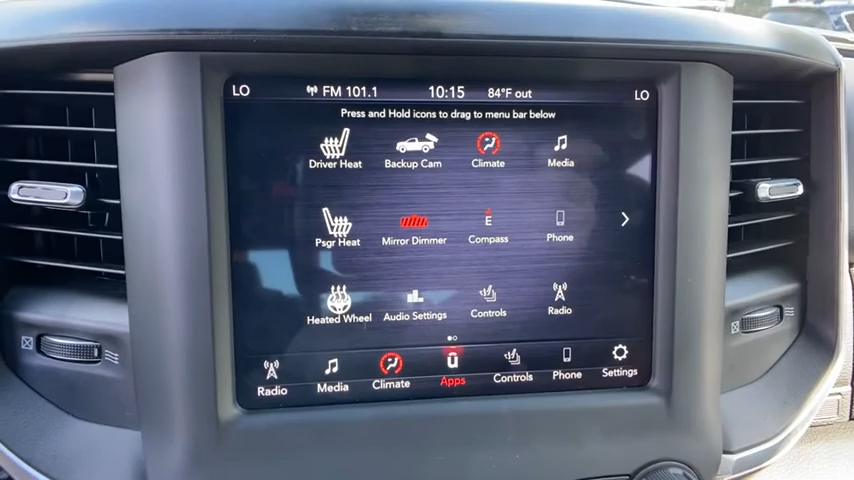 LO FM 101.1 10:15 84°F out LO
Press and Hold icons to drag to menu bar below
Driver Heat Backup Cam Climate Media
E
Psgr Heat Mirror Dimmer Compass Phone
Heated Wheel Audio Settings Controls Radio
ū
Radio Media Climate Apps Controls Phone Settings